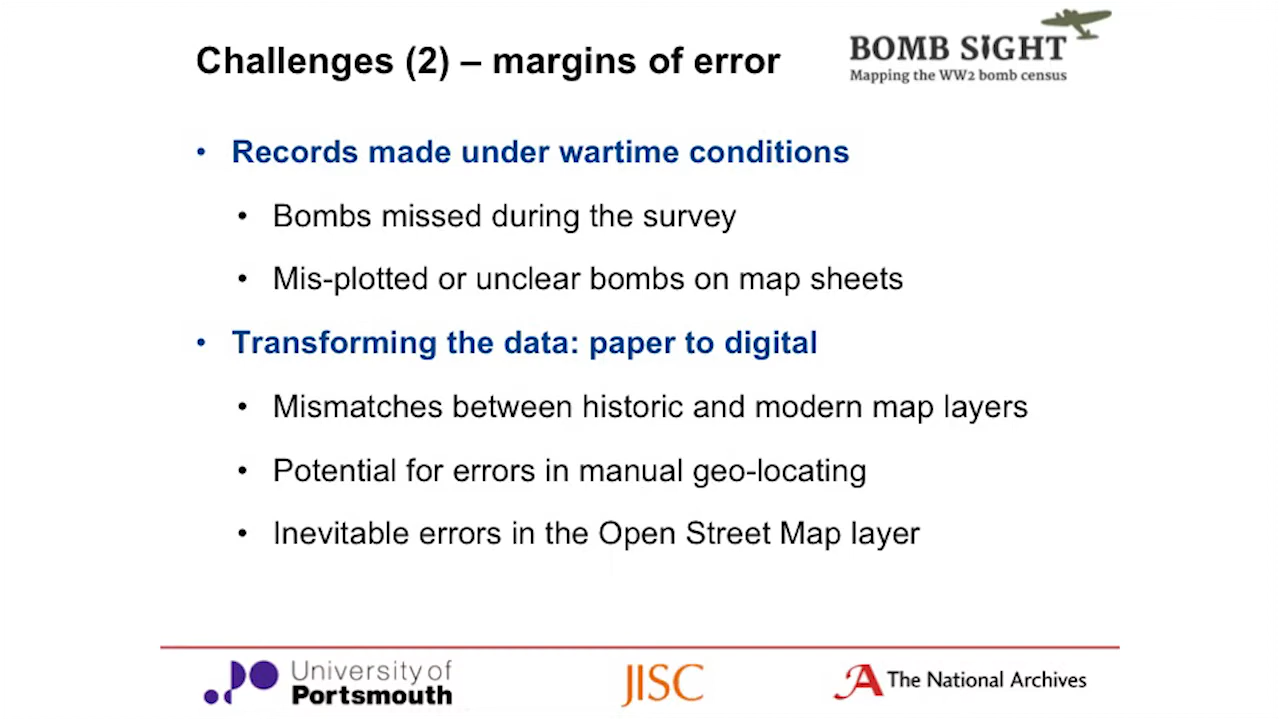 Challenges (2) – margins of error
BOMB SIGHT
Mapping the WW2 bomb census
• Records made under wartime conditions
• Bombs missed during the survey
• Mis-plotted or unclear bombs on map sheets
• Transforming the data: paper to digital
• Mismatches between historic and modern map layers
• Potential for errors in manual geo-locating
• Inevitable errors in the Open Street Map layer
University of
Portsmouth
JISC
The National Archives